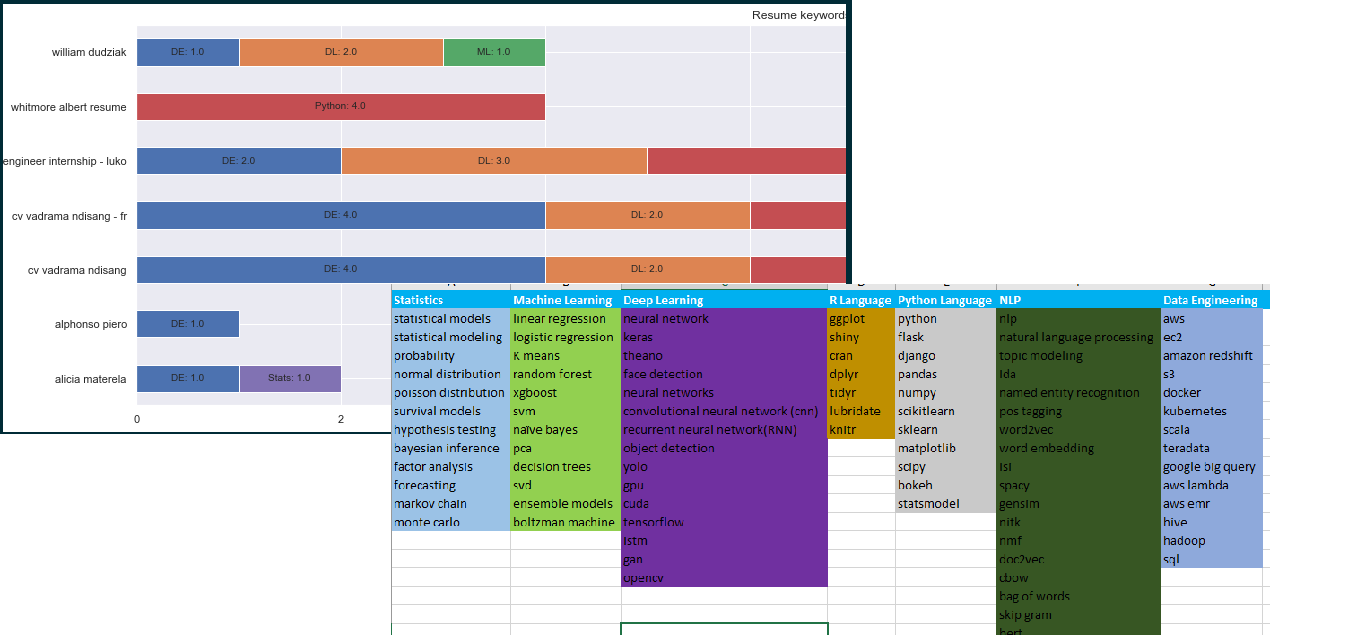 Resume keywords
william dudziak
DE: 1.0 DL: 2.0 ML: 1.0
whitmore albert resume
Python: 4.0
engineer internship - luko
DE: 2.0 DL: 3.0
cv vadrama ndisang - fr
DE: 4.0 DL: 2.0
cv vadrama ndisang
DE: 4.0 DL: 2.0
alphonso piero
DE: 1.0
alicia materela
DE: 1.0 Stats: 1.0
0 2
Statistics Machine Learning Deep Learning R Language Python Language NLP Data Engineering
statistical models linear regression neural network ggplot python nlp aws
statistical modeling logistic regression keras shiny flask natural language processing ec2
probability K means theano cran django topic modeling amazon redshift
normal distribution random forest face detection dplyr pandas lda s3
poisson distribution xgboost neural networks tidyr numpy named entity recognition docker
survival models svm convolutional neural network (cnn) lubridate scikitlearn pos tagging kubernetes
hypothesis testing naïve bayes recurrent neural network(RNN) knitr sklearn word2vec scala
bayesian inference pca object detection matplotlib word embedding teradata
factor analysis decision trees yolo scipy lsi google big query
forecasting svd gpu bokeh spacy aws lambda
markov chain ensemble models cuda statsmodel gensim aws emr
monte carlo boltzman machine tensorflow nltk hive
lstm nmf hadoop
gan doc2vec sql
opencv cbow
bag of words
skip gram
bert